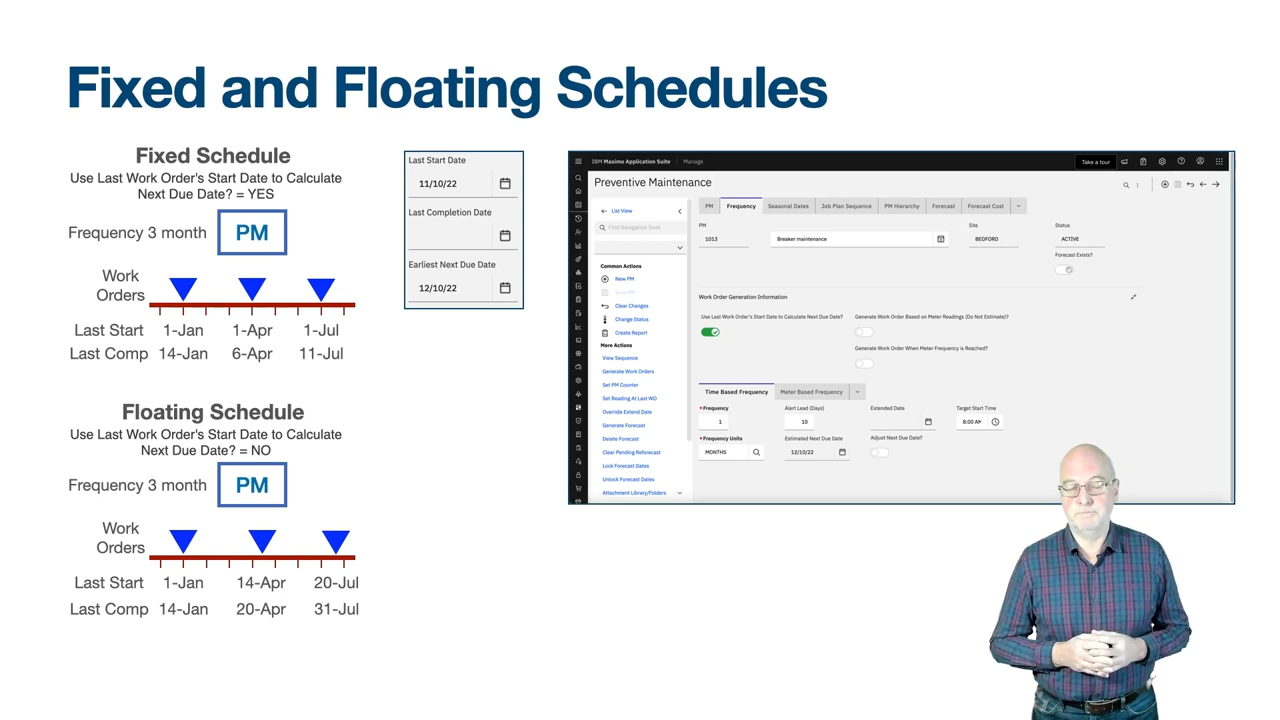 Fixed and Floating Schedules
Fixed Schedule
Use Last Work Order's Start Date to Calculate
Next Due Date? = YES
Frequency 3 month
PM
Work
Orders
Last Start 1-Jan 1-Apr 1-Jul
Last Comp 14-Jan 6-Apr 11-Jul
Floating Schedule
Use Last Work Order's Start Date to Calculate
Next Due Date? = NO
Frequency 3 month
PM
Work
Orders
Last Start 1-Jan 14-Apr 20-Jul
Last Comp 14-Jan 20-Apr 31-Jul
Last Start Date
11/10/22
Last Completion Date
Earliest Next Due Date
12/10/22
IBM Maximo Application Suite Manage
Take a tour
Preventive Maintenance
List View
Find Navigation Item
Common Actions
New PM
Save PM
Clear Changes
Change Status
Create Report
More Actions
View Sequence
Generate Work Orders
Set PM Counter
Set Reading At Last WO
Override Extend Date
Generate Forecast
Delete Forecast
Clear Pending Reforecast
Lock Forecast Dates
Unlock Forecast Dates
Attachment Library/Folders
PM Frequency Seasonal Dates Job Plan Sequence PM Hierarchy Forecast Forecast Cost
PM Site Status
1013 Breaker maintenance BEDFORD ACTIVE
Forecast Exists?
Work Order Generation Information
Use Last Work Order's Start Date to Calculate Next Due Date? Generate Work Order Based on Meter Readings (Do Not Estimate)?
Generate Work Order When Meter Frequency is Reached?
Time Based Frequency Meter Based Frequency
* Frequency Alert Lead (Days) Extended Date Target Start Time
1 10 8:00 AM
* Frequency Units Estimated Next Due Date Adjust Next Due Date?
MONTHS 12/10/22